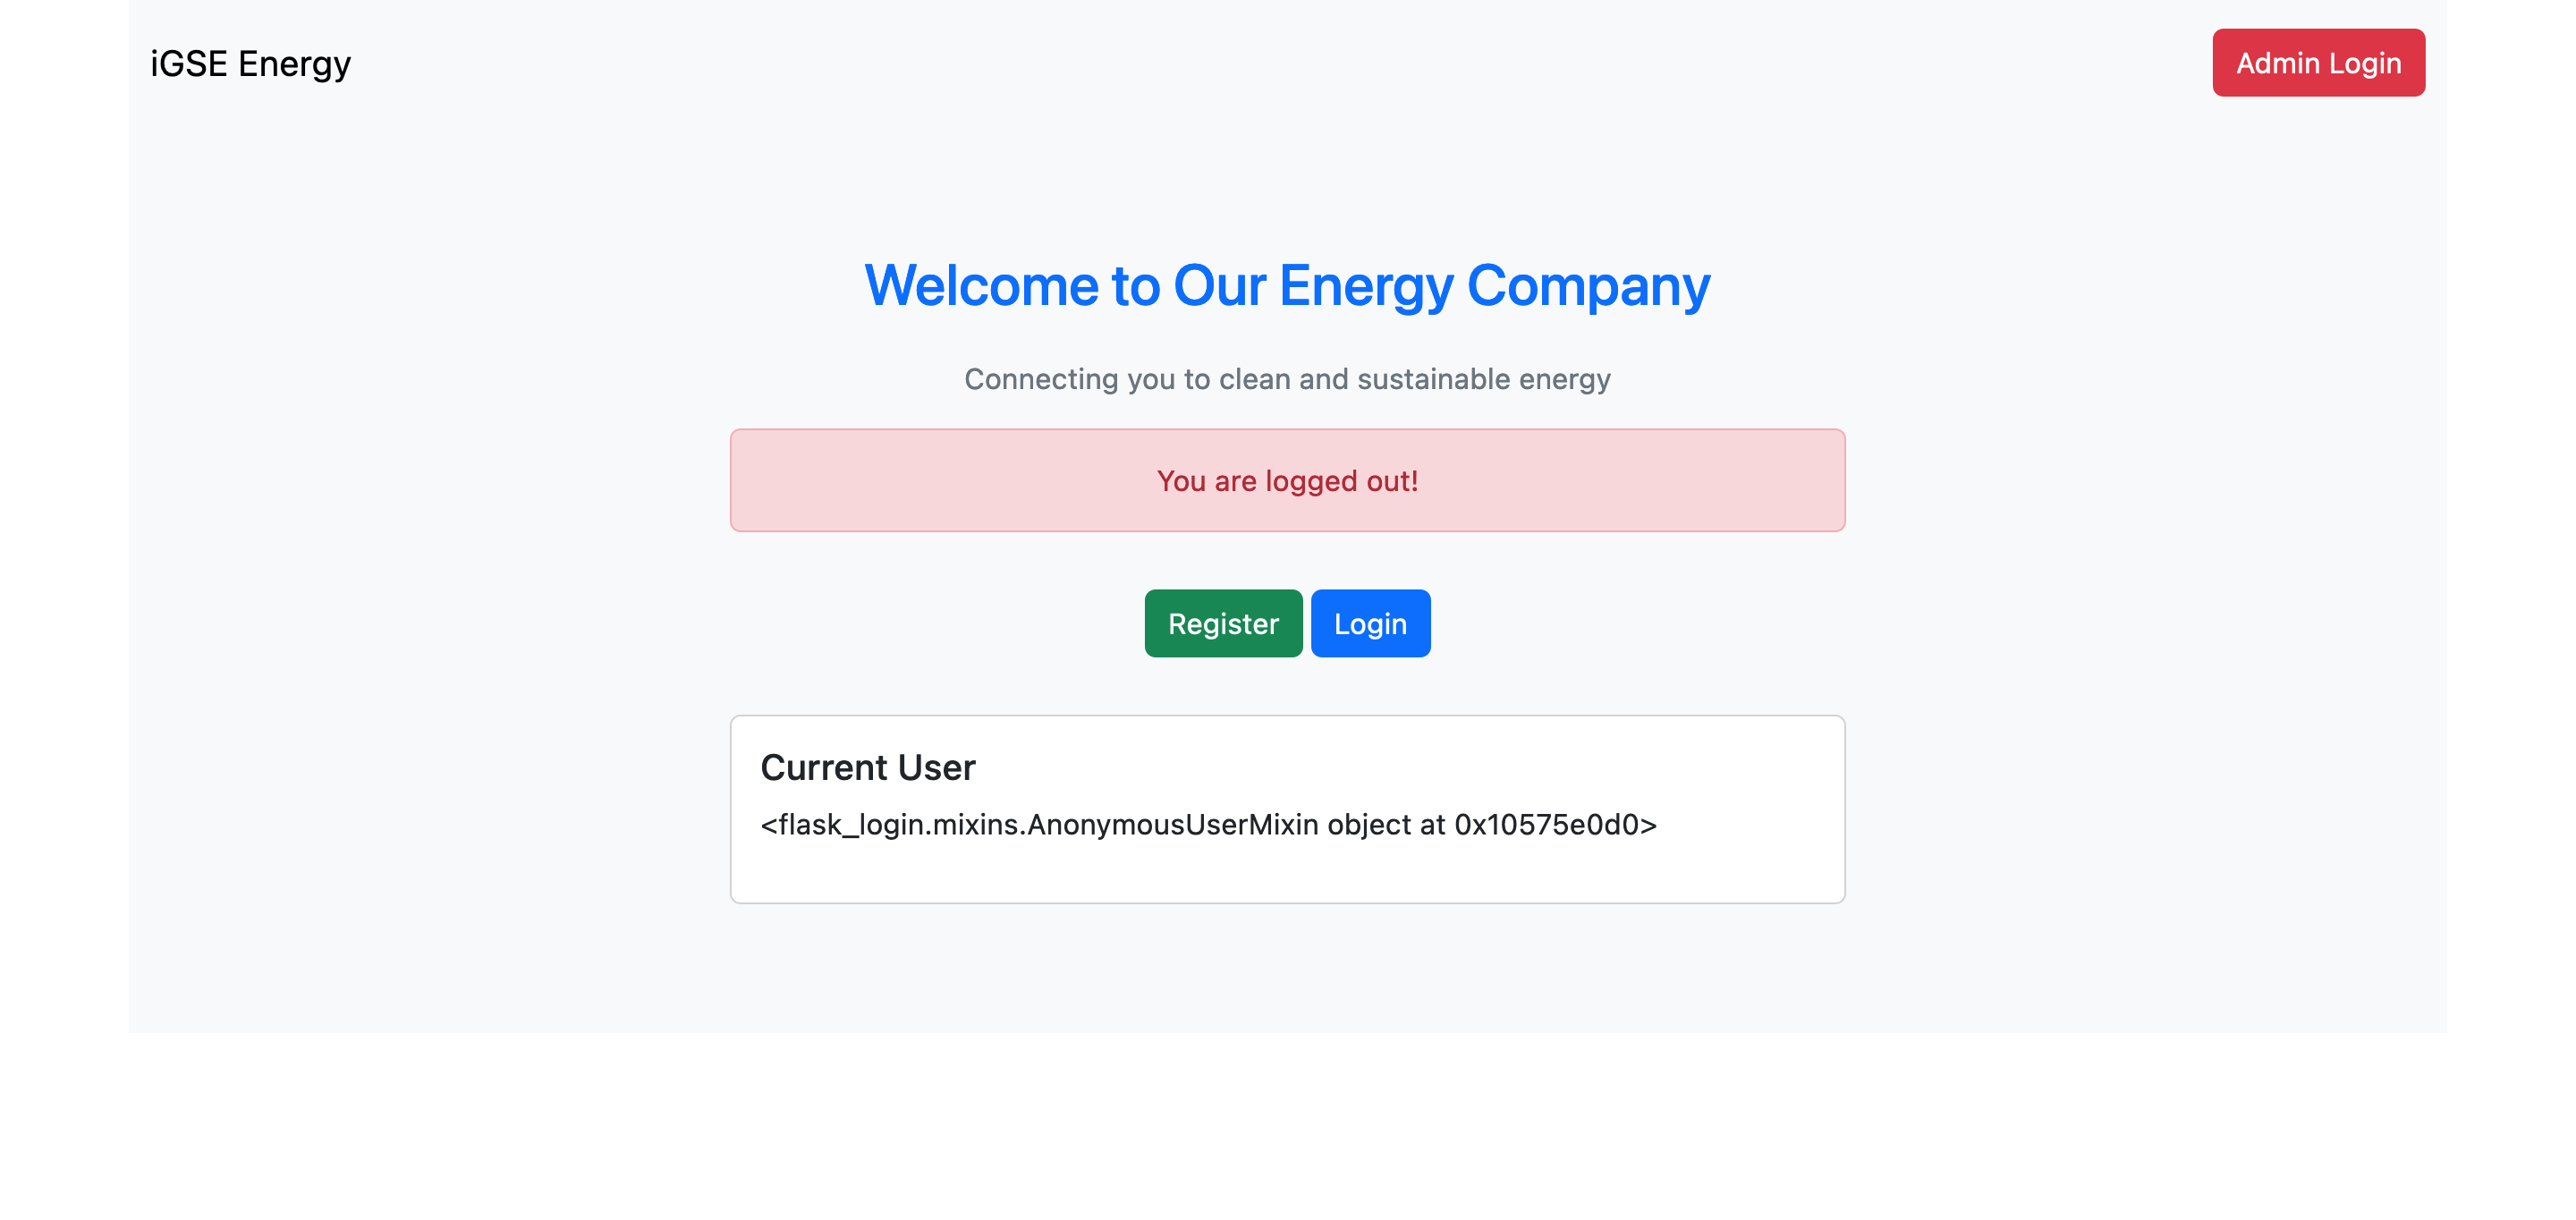 iGSE Energy
Admin Login
Welcome to Our Energy Company
Connecting you to clean and sustainable energy
You are logged out!
Register
Login
Current User
<flask_login.mixins.AnonymousUserMixin object at 0x10575e0d0>